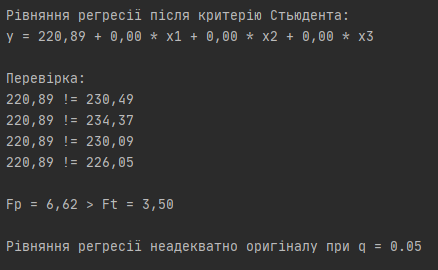 Рівняння регресії після критерію Стьюдента:
y = 220,89 + 0,00 * x1 + 0,00 * x2 + 0,00 * x3
Перевірка:
220,89 != 230,49
220,89 != 234,37
220,89 != 230,09
220,89 != 226,05
Fp = 6,62 > Ft = 3,50
Рівняння регресії неадекватно оригіналу при q = 0.05